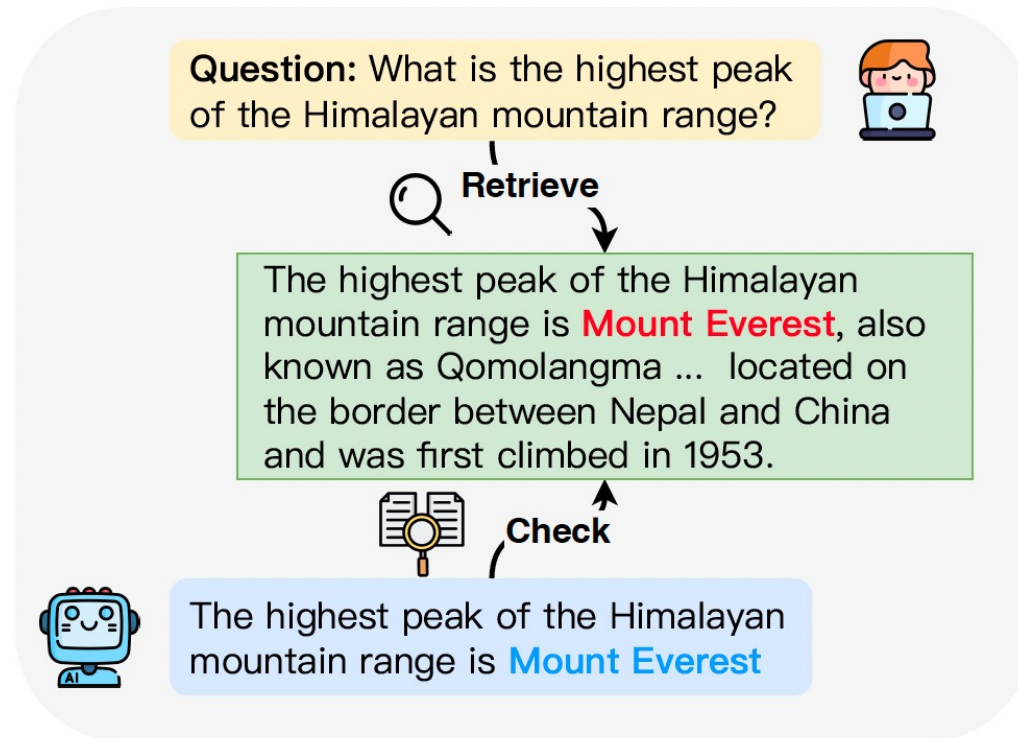 Question: What is the highest peak
of the Himalayan mountain range?
Retrieve
The highest peak of the Himalayan
mountain range is Mount Everest, also
known as Qomolangma ... located on
the border between Nepal and China
and was first climbed in 1953.
Check
The highest peak of the Himalayan
mountain range is Mount Everest
AI